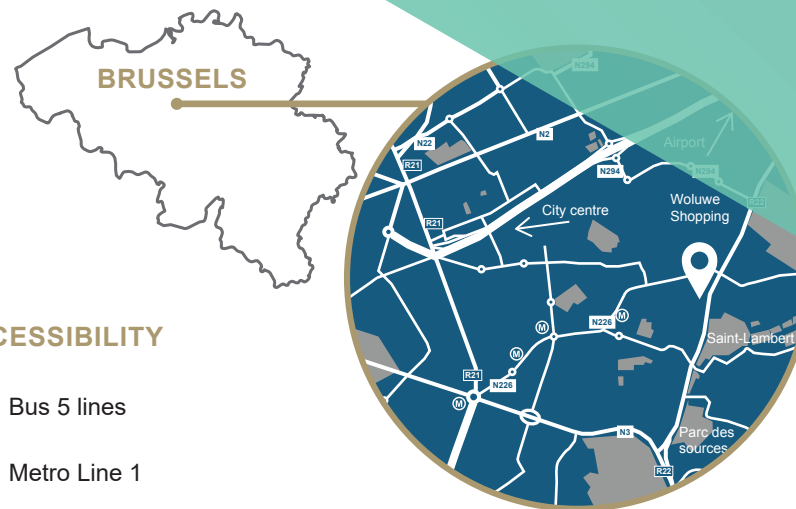 BRUSSELS
N294
N2
N22
Airport
R21
N294
N294
Woluwe
Shopping
R22
City centre
R21
M
N226
M
Saint-Lambert
M
R21
N226
M
N3
Parc des
sources
R22
CESSIBILITY
Bus 5 lines
Metro Line 1